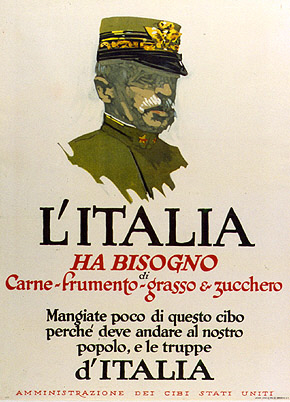 L'ITALIA
HA BISOGNO
di
Carne-frumento-grasso & zucchero
Mangiate poco di questo cibo
perché deve andare al nostro
popolo, e le truppe
d'ITALIA
AMMINISTRAZIONE DEI CIBI STATI UNITI